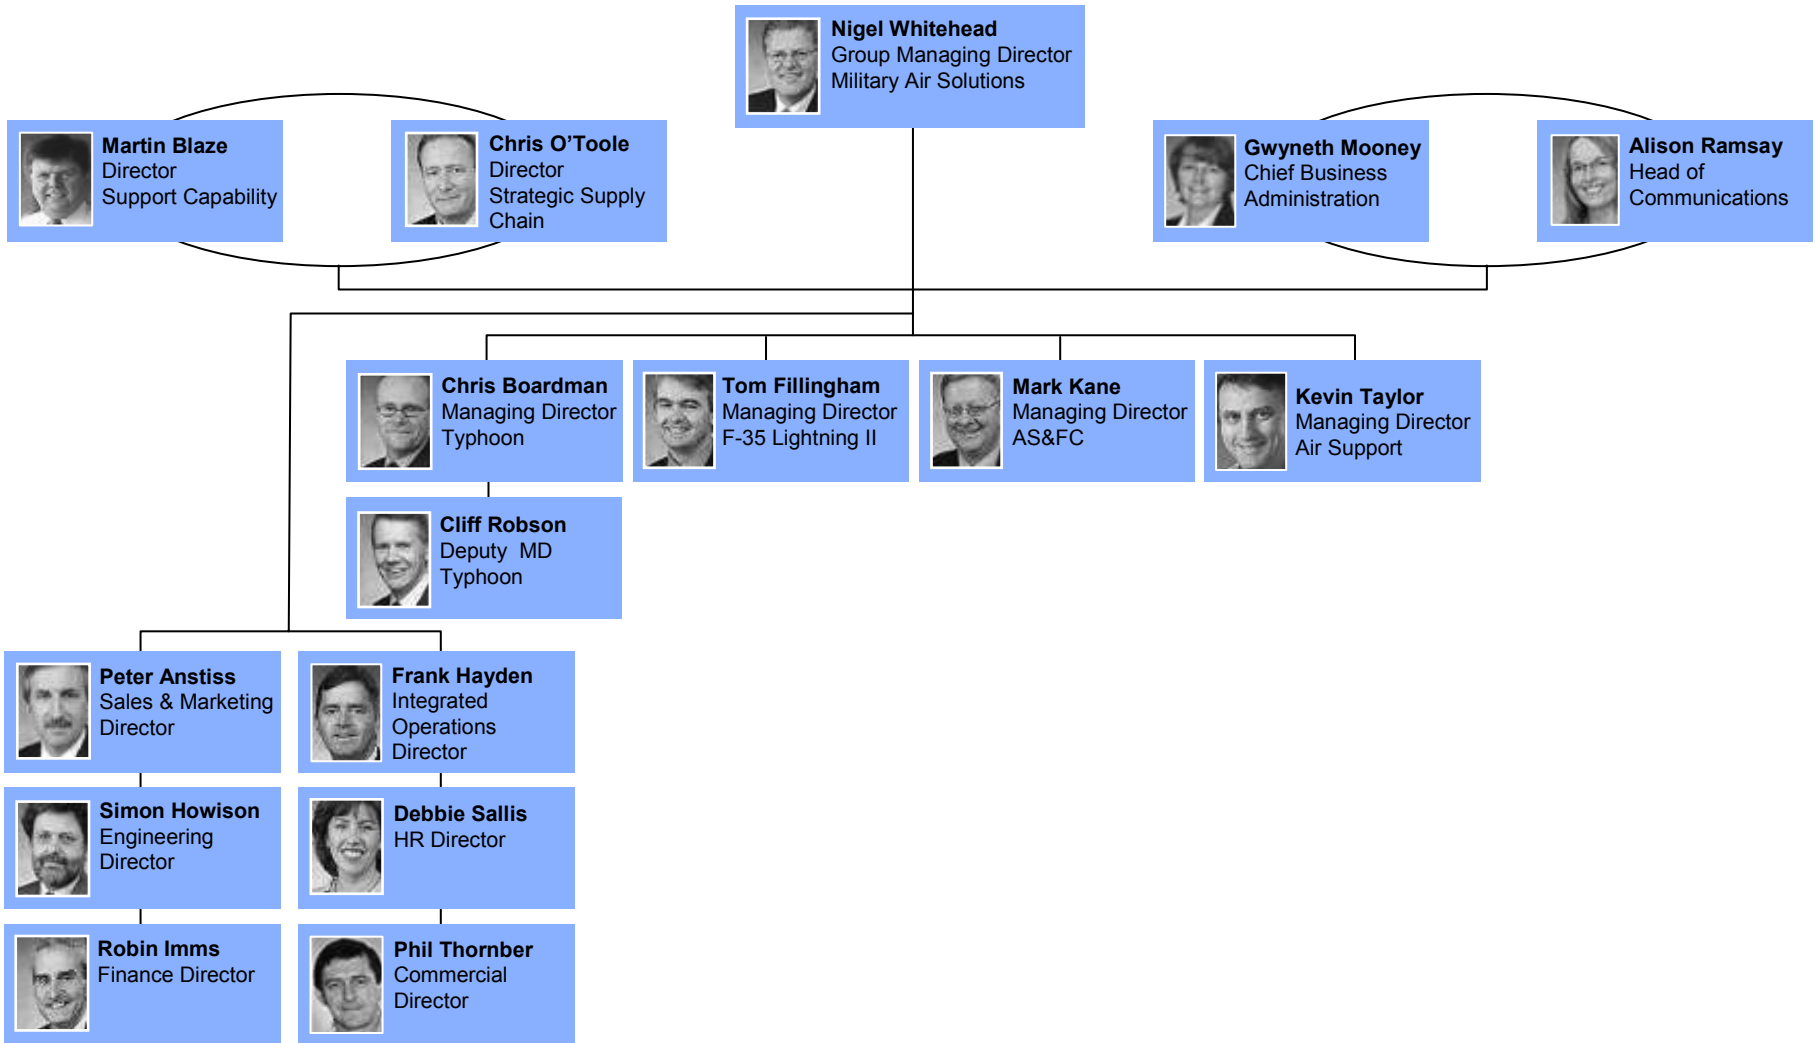 Nigel Whitehead
Group Managing Director
Military Air Solutions
Martin Blaze
Director
Support Capability
Chris O’Toole
Director
Strategic Supply
Chain
Gwyneth Mooney
Chief Business
Administration
Alison Ramsay
Head of
Communications
Chris Boardman
Managing Director
Typhoon
Tom Fillingham
Managing Director
F-35 Lightning II
Mark Kane
Managing Director
AS&FC
Kevin Taylor
Managing Director
Air Support
Cliff Robson
Deputy  MD
Typhoon
Peter Anstiss
Sales & Marketing
Director
Frank Hayden
Integrated
Operations
Director
Simon Howison
Engineering
Director
Debbie Sallis
HR Director
Robin Imms
Finance Director
Phil Thornber
Commercial
Director